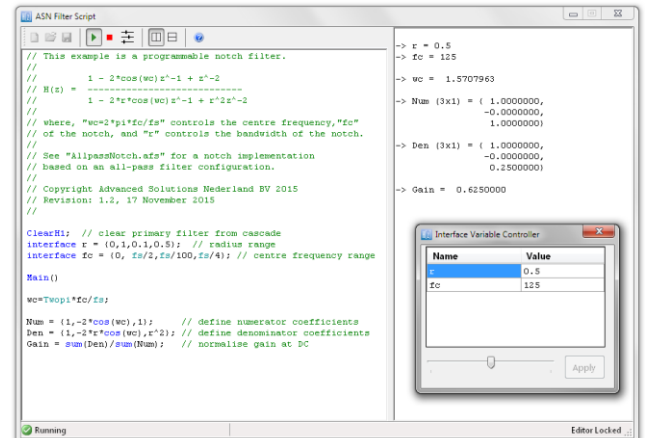 ASN Filter Script
// This example is a programmable notch filter.
//
//         1 - 2*cos(wc)z^-1 + z^-2
// H(z) = ----------------------------
//         1 - 2*r*cos(wc)z^-1 + r^2z^-2
//
// where, "wc=2*pi*fc/fs" controls the centre frequency,"fc"
// of the notch, and "r" controls the bandwidth of the notch.
//
// See "AllpassNotch.afs" for a notch implementation
// based on an all-pass filter configuration.
//
// Copyright Advanced Solutions Nederland BV 2015
// Revision: 1.2, 17 November 2015
//
ClearH1;  // clear primary filter from cascade
interface r = {0,1,0.1,0.5};  // radius range
interface fc = {0, fs/2,fs/100,fs/4}; // centre frequency range
Main()
wc=Twopi*fc/fs;
Num = {1,-2*cos(wc),1};     // define numerator coefficients
Den = {1,-2*r*cos(wc),r^2}; // define denominator coefficients
Gain = sum(Den)/sum(Num);   // normalise gain at DC
-> r = 0.5
-> fc = 125
-> wc =  1.5707963
-> Num (3x1) = ( 1.0000000,
-0.0000000,
1.0000000)
-> Den (3x1) = ( 1.0000000,
-0.0000000,
0.2500000)
-> Gain =  0.6250000
Interface Variable Controller
Name Value
r 0.5
fc 125
Apply
Running
Editor Locked